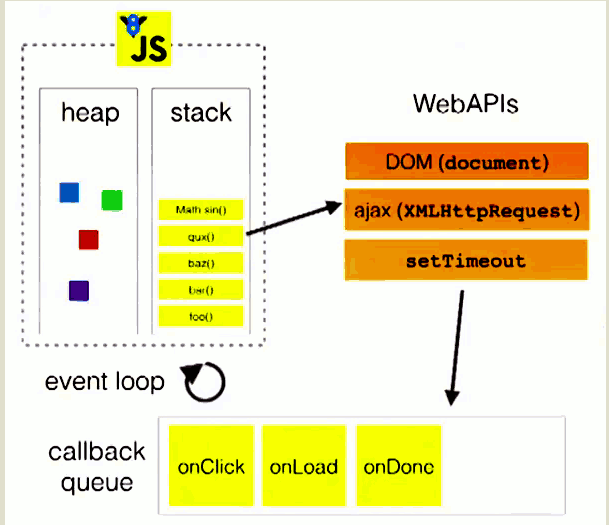 JS
heap
stack
WebAPIs
Math sin()
qux()
baz()
bar()
foo()
DOM (document)
ajax (XMLHttpRequest)
setTimeout
event loop
callback
queue
onClick
onLoad
onDone